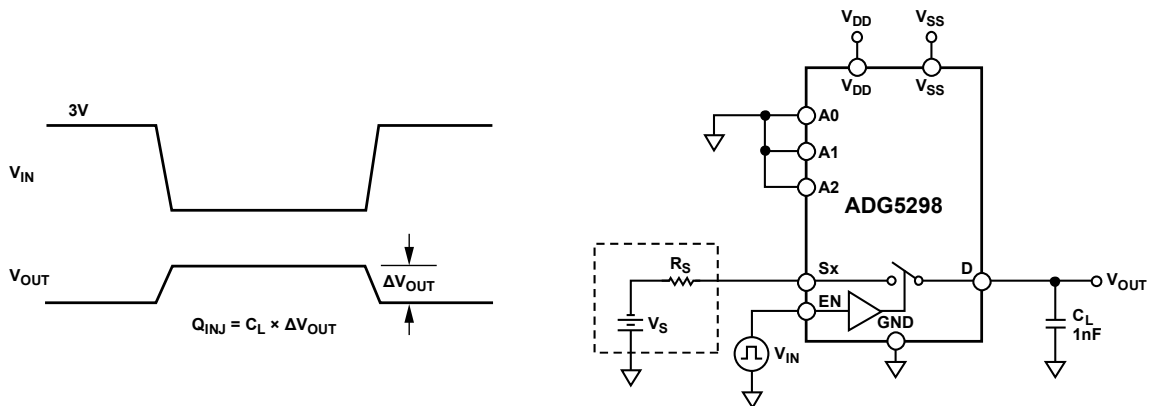 3V
VIN
VOUT
ΔVOUT
QINJ = CL × ΔVOUT
VDD
VSS
VDD
VSS
A0
A1
A2
ADG5298
RS
Sx
D
VOUT
EN
GND
VS
VIN
CL
1nF